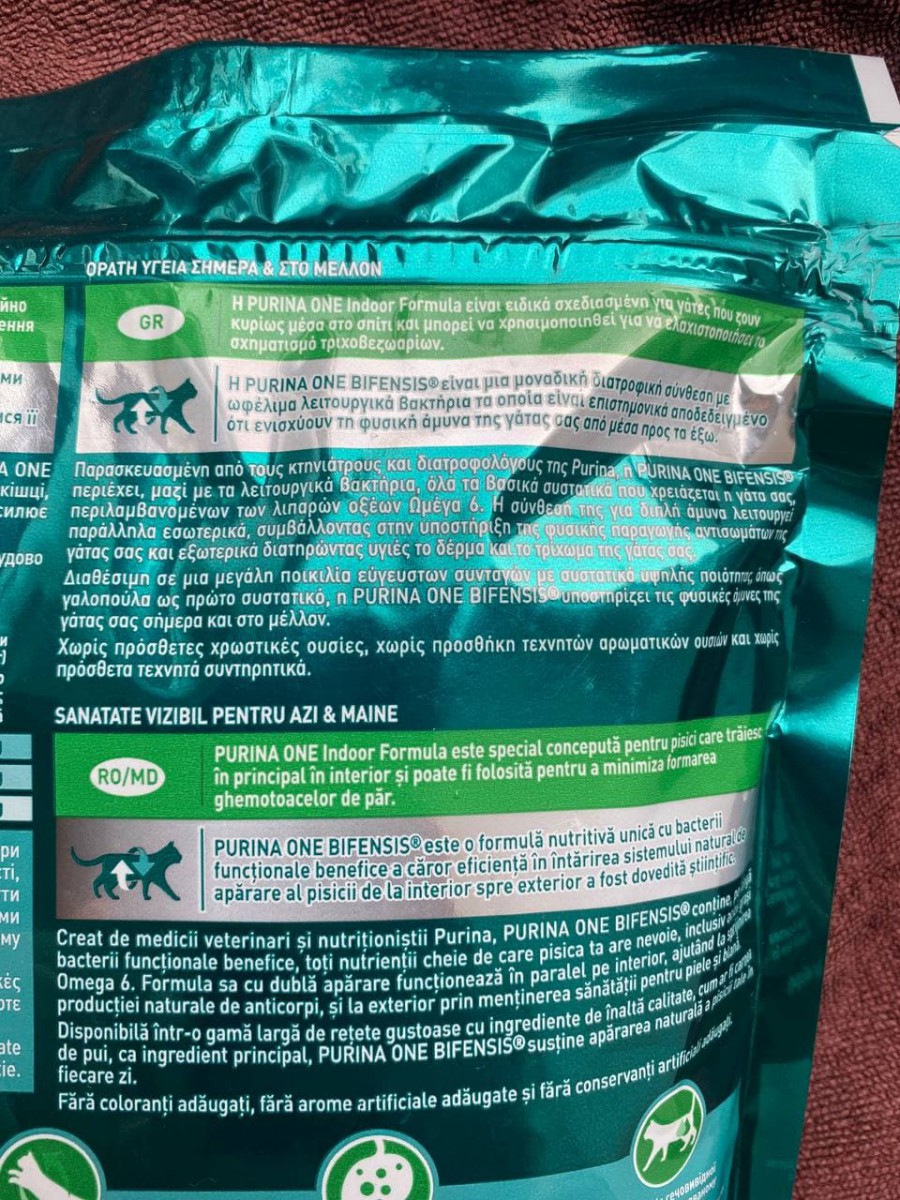 ΟΡΑΤΗ ΥΓΕΙΑ ΣΗΜΕΡΑ & ΣΤΟ ΜΕΛΛΟΝ
GR
Η PURINA ONE Indoor Formula είναι ειδικά σχεδιασμένη για γάτες που ζουν
κυρίως μέσα στο σπίτι και μπορεί να χρησιμοποιηθεί για να ελαχιστοποιήσει το
σχηματισμό τριχοβεζωαρίων.
Η PURINA ONE BIFENSIS® είναι μια μοναδική διατροφική σύνθεση με
ωφέλιμα λειτουργικά βακτήρια τα οποία είναι επιστημονικά αποδεδειγμένο
ότι ενισχύουν τη φυσική άμυνα της γάτας σας από μέσα προς τα έξω.
Παρασκευασμένη από τους κτηνιάτρους και διατροφολόγους της Purina, η PURINA ONE BIFENSIS®
περιέχει, μαζί με τα λειτουργικά βακτήρια, όλα τα βασικά συστατικά που χρειάζεται η γάτα σας,
περιλαμβανομένων των λιπαρών οξέων Ωμέγα 6. Η σύνθεσή της για διπλή άμυνα λειτουργεί
παράλληλα εσωτερικά, συμβάλλοντας στην υποστήριξη της φυσικής παραγωγής αντισωμάτων της
γάτας σας και εξωτερικά διατηρώντας υγιές το δέρμα και το τρίχωμα της γάτας σας.
Διαθέσιμη σε μια μεγάλη ποικιλία εύγευστων συνταγών με συστατικά υψηλής ποιότητας, όπως
γαλοπούλα ως πρώτο συστατικό, η PURINA ONE BIFENSIS® υποστηρίζει τις φυσικές άμυνες της
γάτας σας σήμερα και στο μέλλον.
Χωρίς πρόσθετες χρωστικές ουσίες, χωρίς προσθήκη τεχνητών αρωματικών ουσιών και χωρίς
πρόσθετα τεχνητά συντηρητικά.
SANATATE VIZIBIL PENTRU AZI & MAINE
RO/MD
PURINA ONE Indoor Formula este special concepută pentru pisici care trăiesc
în principal în interior și poate fi folosită pentru a minimiza formarea
ghemotoacelor de păr.
PURINA ONE BIFENSIS® este o formulă nutritivă unică cu bacterii
funcționale benefice a căror eficiență în întărirea sistemului natural de
apărare al pisicii de la interior spre exterior a fost dovedită științific.
Creat de medicii veterinari și nutriționiștii Purina, PURINA ONE BIFENSIS® conține, pe lângă
bacterii funcționale benefice, toți nutrienții cheie de care pisica ta are nevoie, inclusiv acizi grași
Omega 6. Formula sa cu dublă apărare funcționează în paralel pe interior, ajutând la sprijinirea
producției naturale de anticorpi, și la exterior prin menținerea sănătății pentru piele și blană.
Disponibilă într-o gamă largă de rețete gustoase cu ingrediente de înaltă calitate, cum ar fi carnea
de pui, ca ingredient principal, PURINA ONE BIFENSIS® susține apărarea naturală a pisicii tale în
fiecare zi.
Fără coloranți adăugați, fără arome artificiale adăugate și fără conservanți artificiali adăugați.